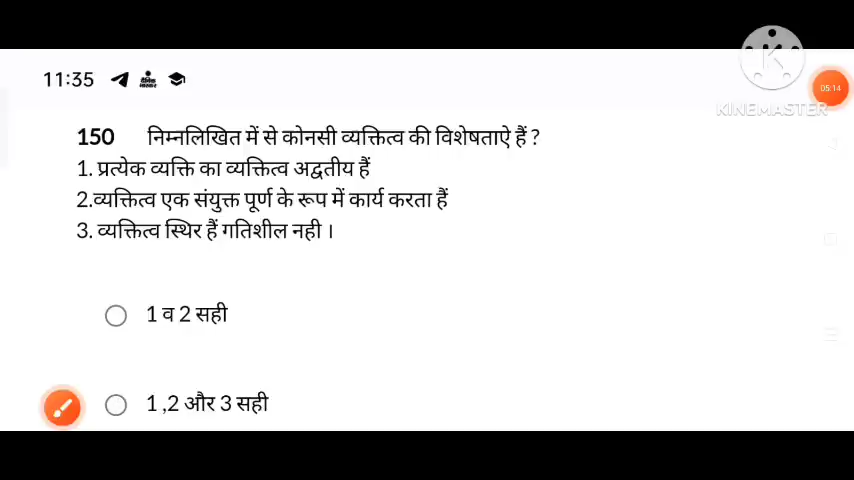 11:35
दैनिक भास्कर
KINEMASTER
05:14
150 निम्नलिखित में से कोनसी व्यक्तित्व की विशेषताऐ हैं ?
1. प्रत्येक व्यक्ति का व्यक्तित्व अद्वतीय हैं
2.व्यक्तित्व एक संयुक्त पूर्ण के रूप में कार्य करता हैं
3. व्यक्तित्व स्थिर हैं गतिशील नही ।
1 व 2 सही
1 ,2 और 3 सही